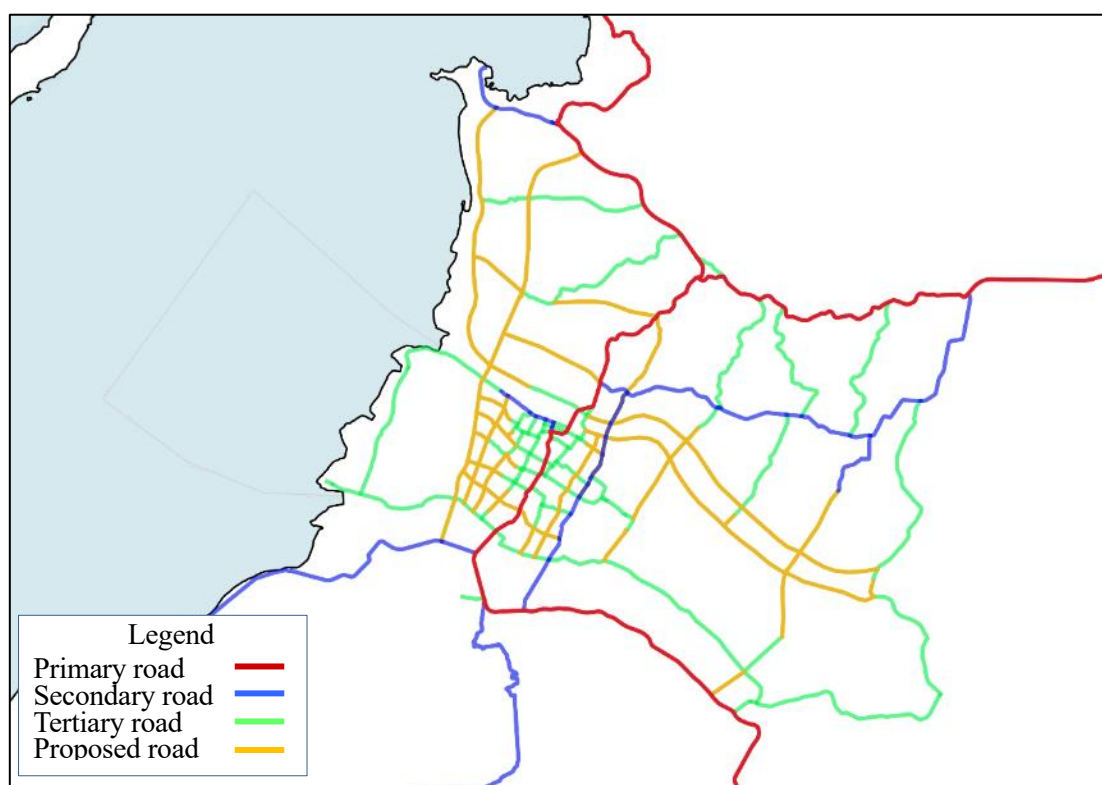 Legend
Primary road
Secondary road
Tertiary road
Proposed road